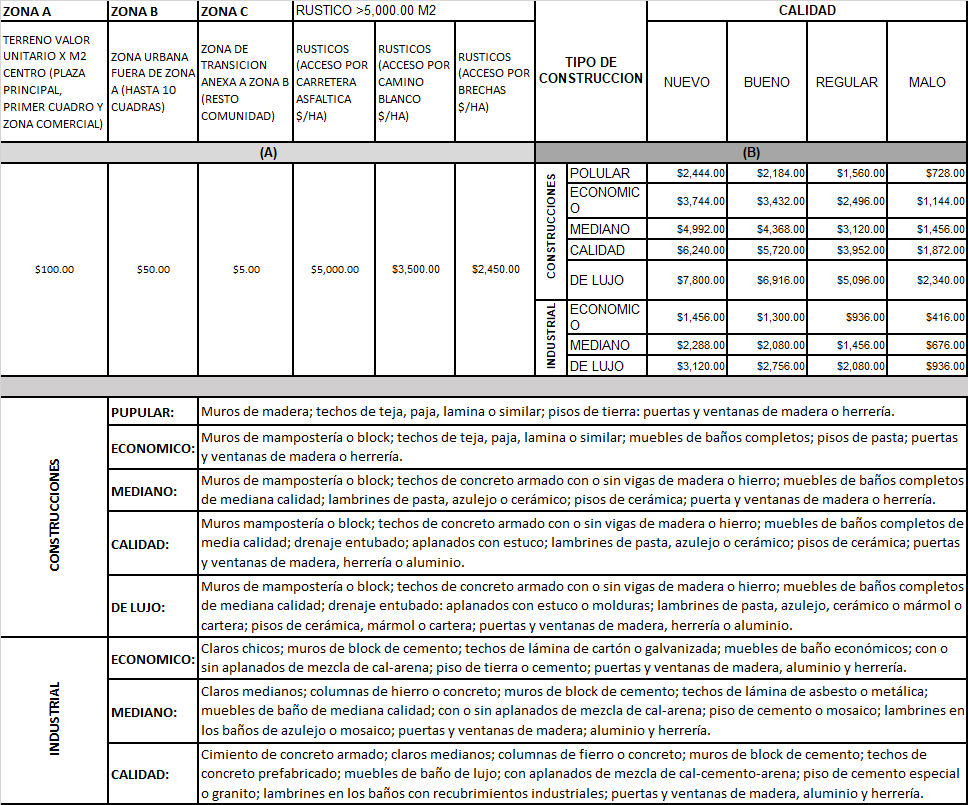 ZONA A
ZONA B
ZONA C
RUSTICO >5,000.00 M2
TERRENO VALOR
UNITARIO X M2
CENTRO (PLAZA
PRINCIPAL,
PRIMER CUADRO Y
ZONA COMERCIAL)
ZONA URBANA
FUERA DE ZONA
A (HASTA 10
CUADRAS)
ZONA DE
TRANSICION
ANEXA A ZONA B
(RESTO
COMUNIDAD)
RUSTICOS
(ACCESO POR
CARRETERA
ASFALTICA
$/HA)
RUSTICOS
(ACCESO POR
CAMINO
BLANCO
$/HA)
RUSTICOS
(ACCESO POR
BRECHAS
$/HA)
TIPO DE
CONSTRUCCION
CALIDAD
NUEVO
BUENO
REGULAR
MALO
(A)
(B)
$100.00
$50.00
$5.00
$5,000.00
$3,500.00
$2,450.00
CONSTRUCCIONES
POLULAR $2,444.00 $2,184.00 $1,560.00 $728.00
ECONOMIC
O
$3,744.00 $3,432.00 $2,496.00 $1,144.00
MEDIANO $4,992.00 $4,368.00 $3,120.00 $1,456.00
CALIDAD $6,240.00 $5,720.00 $3,952.00 $1,872.00
DE LUJO $7,800.00 $6,916.00 $5,096.00 $2,340.00
INDUSTRIAL
ECONOMIC
O
$1,456.00 $1,300.00 $936.00 $416.00
MEDIANO $2,288.00 $2,080.00 $1,456.00 $676.00
DE LUJO $3,120.00 $2,756.00 $2,080.00 $936.00
CONSTRUCCIONES
PUPULAR:
Muros de madera; techos de teja, paja, lamina o similar; pisos de tierra: puertas y ventanas de madera o herrería.
ECONOMICO:
Muros de mampostería o block; techos de teja, paja, lamina o similar; muebles de baños completos; pisos de pasta; puertas
y ventanas de madera o herrería.
MEDIANO:
Muros de mampostería o block; techos de concreto armado con o sin vigas de madera o hierro; muebles de baños completos
de mediana calidad; lambrines de pasta, azulejo o cerámico; pisos de cerámica; puerta y ventanas de madera o herrería.
CALIDAD:
Muros mampostería o block; techos de concreto armado con o sin vigas de madera o hierro; muebles de baños completos de
media calidad; drenaje entubado; aplanados con estuco; lambrines de pasta, azulejo o cerámico; pisos de cerámica; puertas
y ventanas de madera, herrería o aluminio.
DE LUJO:
Muros de mampostería o block; techos de concreto armado con o sin vigas de madera o hierro; muebles de baños completos
de mediana calidad; drenaje entubado: aplanados con estuco o molduras; lambrines de pasta, azulejo, cerámico o mármol o
cartera; pisos de cerámica, mármol o cartera; puertas y ventanas de madera, herrería o aluminio.
INDUSTRIAL
ECONOMICO:
Claros chicos; muros de block de cemento; techos de lámina de cartón o galvanizada; muebles de baño económicos; con o
sin aplanados de mezcla de cal-arena; piso de tierra o cemento; puertas y ventanas de madera, aluminio y herrería.
MEDIANO:
Claros medianos; columnas de hierro o concreto; muros de block de cemento; techos de lámina de asbesto o metálica;
muebles de baño de mediana calidad; con o sin aplanados de mezcla de cal-arena; piso de cemento o mosaico; lambrines en
los baños de azulejo o mosaico; puertas y ventanas de madera; aluminio y herrería.
CALIDAD:
Cimiento de concreto armado; claros medianos; columnas de fierro o concreto; muros de block de cemento; techos de
concreto prefabricado; muebles de baño de lujo; con aplanados de mezcla de cal-cemento-arena; piso de cemento especial
o granito; lambrines en los baños con recubrimientos industriales; puertas y ventanas de madera, aluminio y herrería.